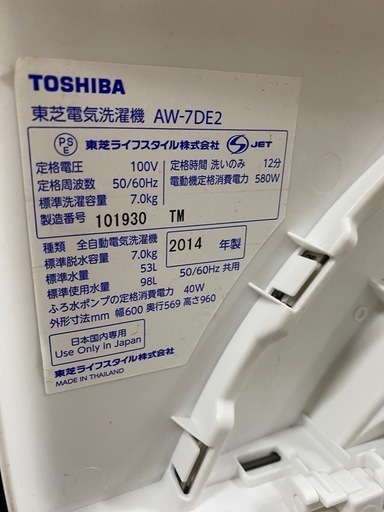 TOSHIBA
東芝電気洗濯機 AW-7DE2
PS E 東芝ライフスタイル株式会社 S JET
定格電圧 100V 定格時間 洗いのみ 12分
定格周波数 50/60Hz 電動機定格消費電力 580W
標準洗濯容量 7.0kg
製造番号 101930 TM
種類 全自動電気洗濯機 2014 年製
標準脱水容量 7.0kg
標準水量 53L 50/60Hz 共用
標準使用水量 98L
ふろ水ポンプの定格消費電力 40W
外形寸法mm 幅600 奥行569 高さ960
日本国内専用
Use Only in Japan
東芝ライフスタイル株式会社
MADE IN THAILAND